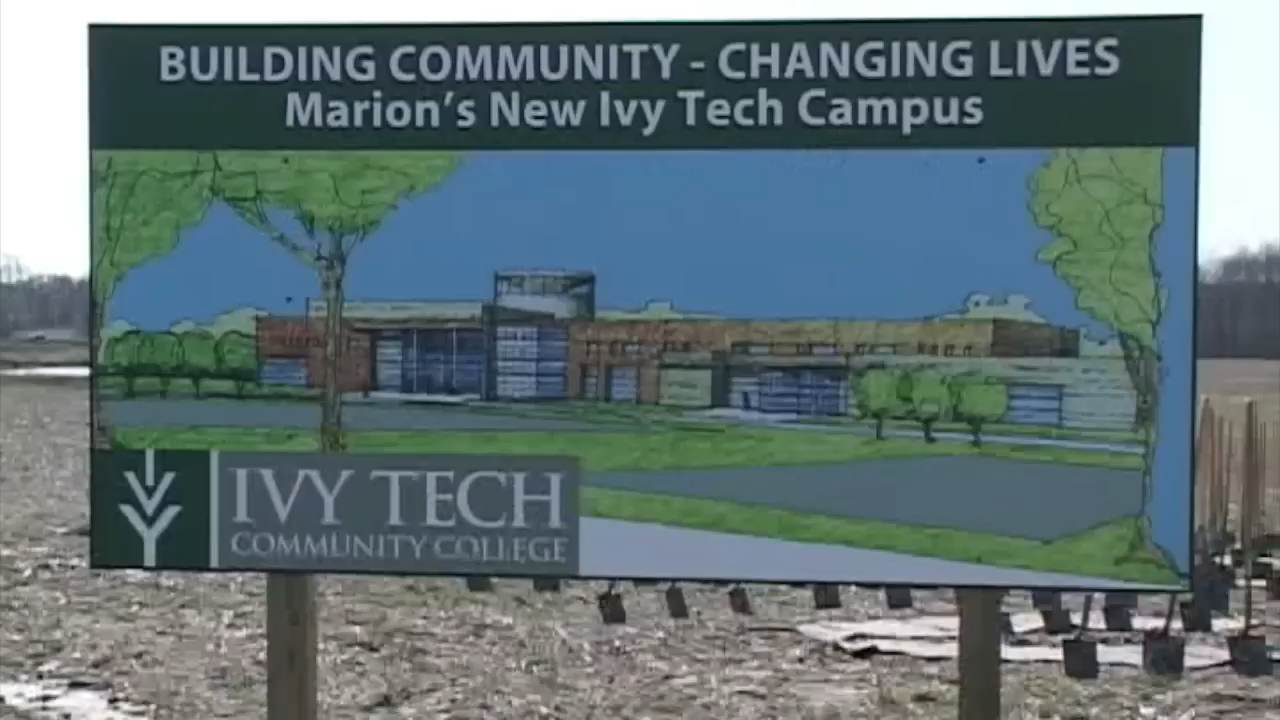 BUILDING COMMUNITY - CHANGING LIVES
Marion's New Ivy Tech Campus
IVY TECH
COMMUNITY COLLEGE